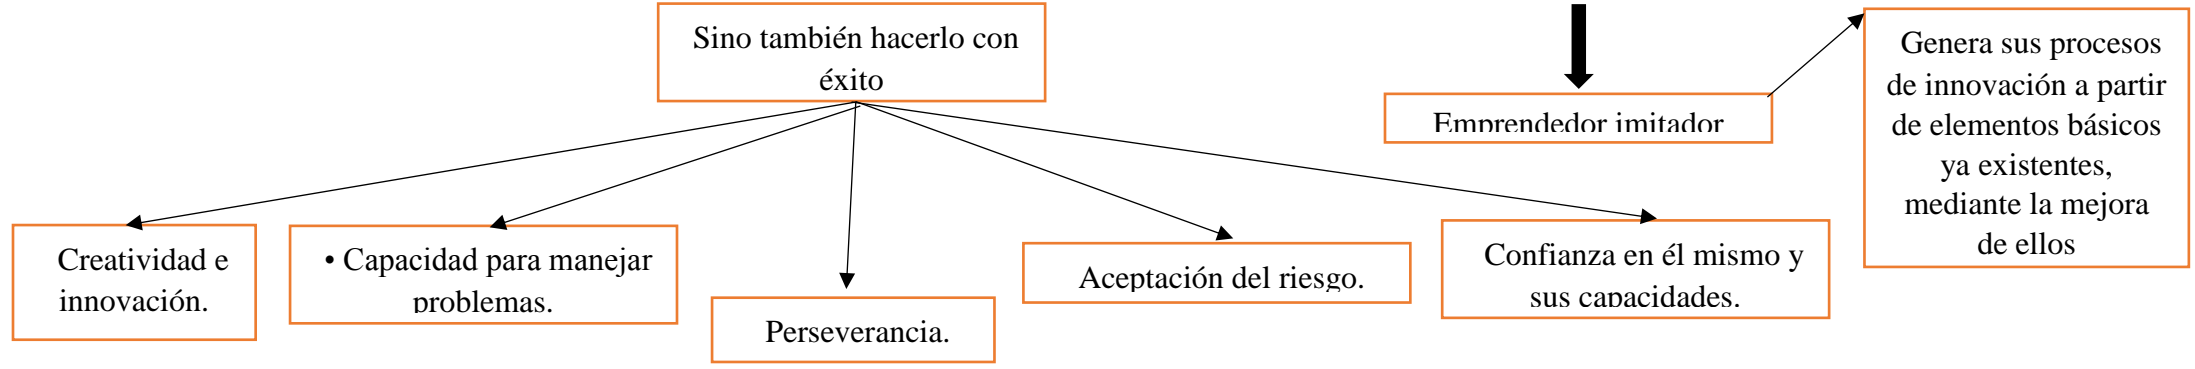 Sino también hacerlo con
éxito
Emprendedor imitador
Genera sus procesos
de innovación a partir
de elementos básicos
ya existentes,
mediante la mejora
de ellos
Creatividad e
innovación.
• Capacidad para manejar
problemas.
Perseverancia.
Aceptación del riesgo.
Confianza en él mismo y
sus capacidades.